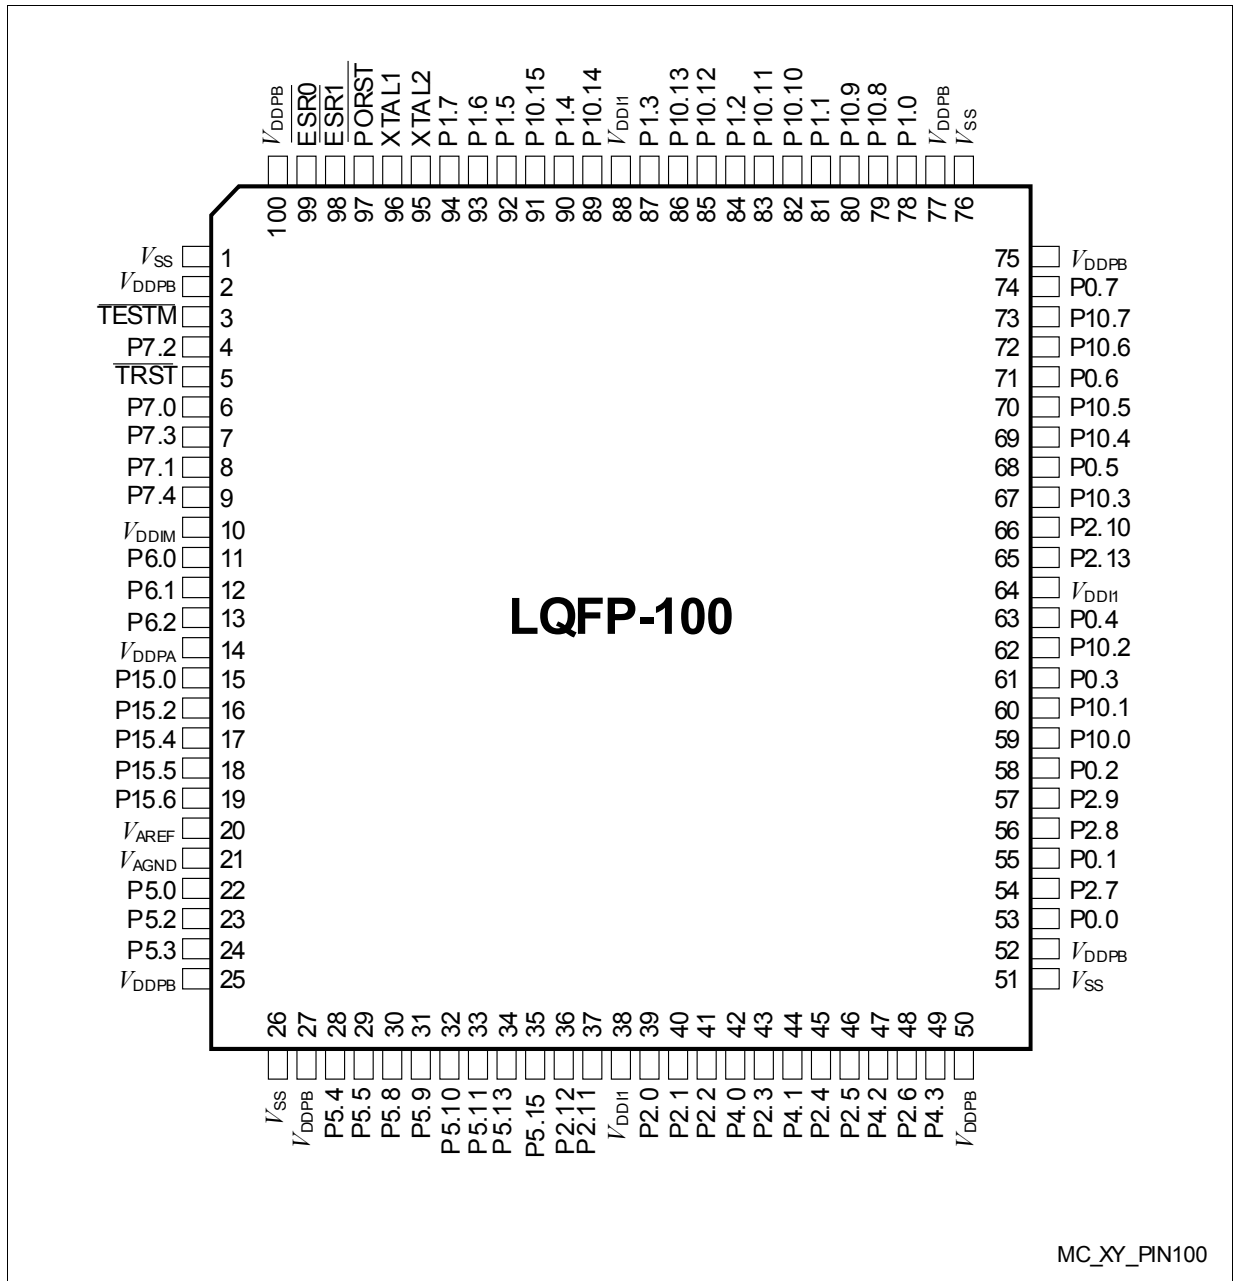 VDDPB
ESR0
ESR1
PORST
XTAL1
XTAL2
P1.7
P1.6
P1.5
P10.15
P1.4
P10.14
VDDI1
P1.3
P10.13
P10.12
P1.2
P10.11
P10.10
P1.1
P10.9
P10.8
P1.0
VDDPB
VSS
100 99 98 97 96 95 94 93 92 91 90 89 88 87 86 85 84 83 82 81 80 79 78 77 76
VSS 1
VDDPB 2
TESTM 3
P7.2 4
TRST 5
P7.0 6
P7.3 7
P7.1 8
P7.4 9
VDDIM 10
P6.0 11
P6.1 12
P6.2 13
VDDPA 14
P15.0 15
P15.2 16
P15.4 17
P15.5 18
P15.6 19
VAREF 20
VAGND 21
P5.0 22
P5.2 23
P5.3 24
VDDPB 25
LQFP-100
75 VDDPB
74 P0.7
73 P10.7
72 P10.6
71 P0.6
70 P10.5
69 P10.4
68 P0.5
67 P10.3
66 P2.10
65 P2.13
64 VDDI1
63 P0.4
62 P10.2
61 P0.3
60 P10.1
59 P10.0
58 P0.2
57 P2.9
56 P2.8
55 P0.1
54 P2.7
53 P0.0
52 VDDPB
51 VSS
26 27 28 29 30 31 32 33 34 35 36 37 38 39 40 41 42 43 44 45 46 47 48 49 50
VSS
VDDPB
P5.4
P5.5
P5.8
P5.9
P5.10
P5.11
P5.13
P5.15
P2.12
P2.11
VDDI1
P2.0
P2.1
P2.2
P4.0
P2.3
P4.1
P2.4
P2.5
P4.2
P2.6
P4.3
VDDPB
MC_XY_PIN100